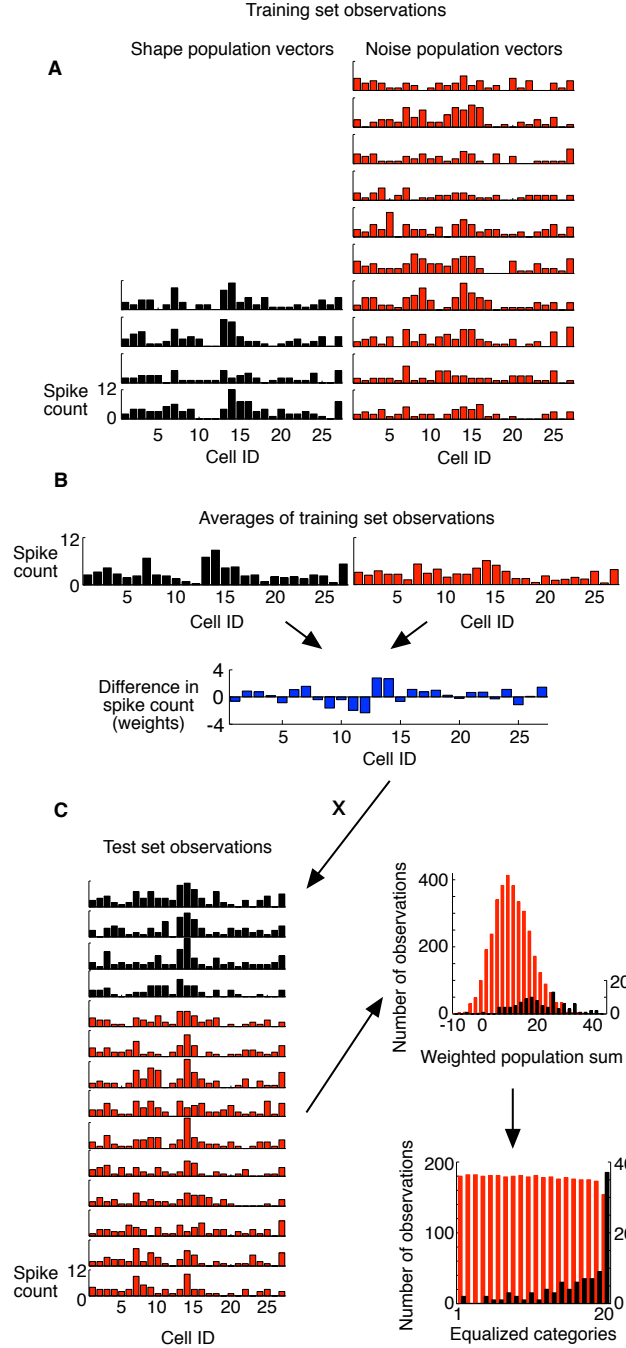 Training set observations
Shape population vectors
Noise population vectors
A
Spike count
12
0
5 10 15 20 25
Cell ID
5 10 15 20 25
Cell ID
B
Averages of training set observations
Spike count
12
0
5 10 15 20 25
Cell ID
5 10 15 20 25
Cell ID
Difference in spike count (weights)
4
0
-4
5 10 15 20 25
Cell ID
X
C
Test set observations
Spike count
12
0
5 10 15 20 25
Cell ID
Number of observations
400
200
0
20
0
-10 0 20 40
Weighted population sum
Number of observations
200
100
0
40
20
0
1 20
Equalized categories